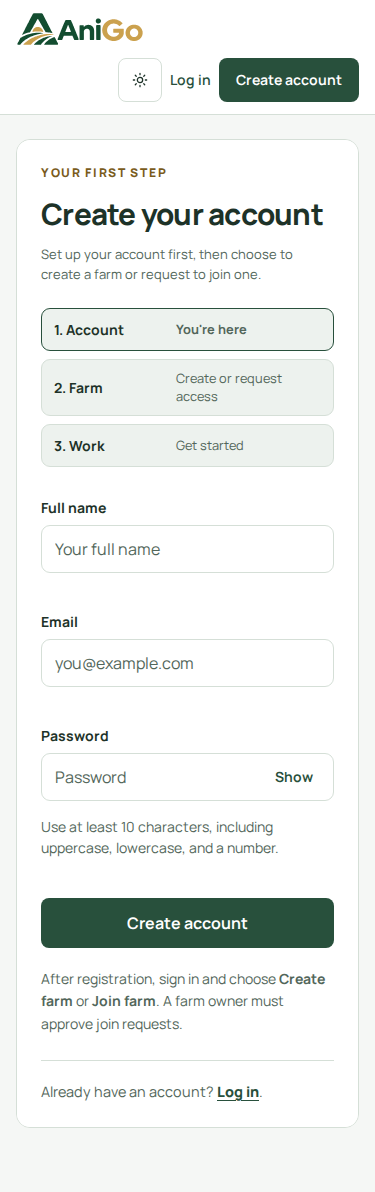 AniGo
Log in
Create account
YOUR FIRST STEP
Create your account
Set up your account first, then choose to
create a farm or request to join one.
1. Account You're here
2. Farm Create or request
access
3. Work Get started
Full name
Your full name
Email
you@example.com
Password
Password Show
Use at least 10 characters, including
uppercase, lowercase, and a number.
Create account
After registration, sign in and choose Create
farm or Join farm. A farm owner must
approve join requests.
Already have an account? Log in.